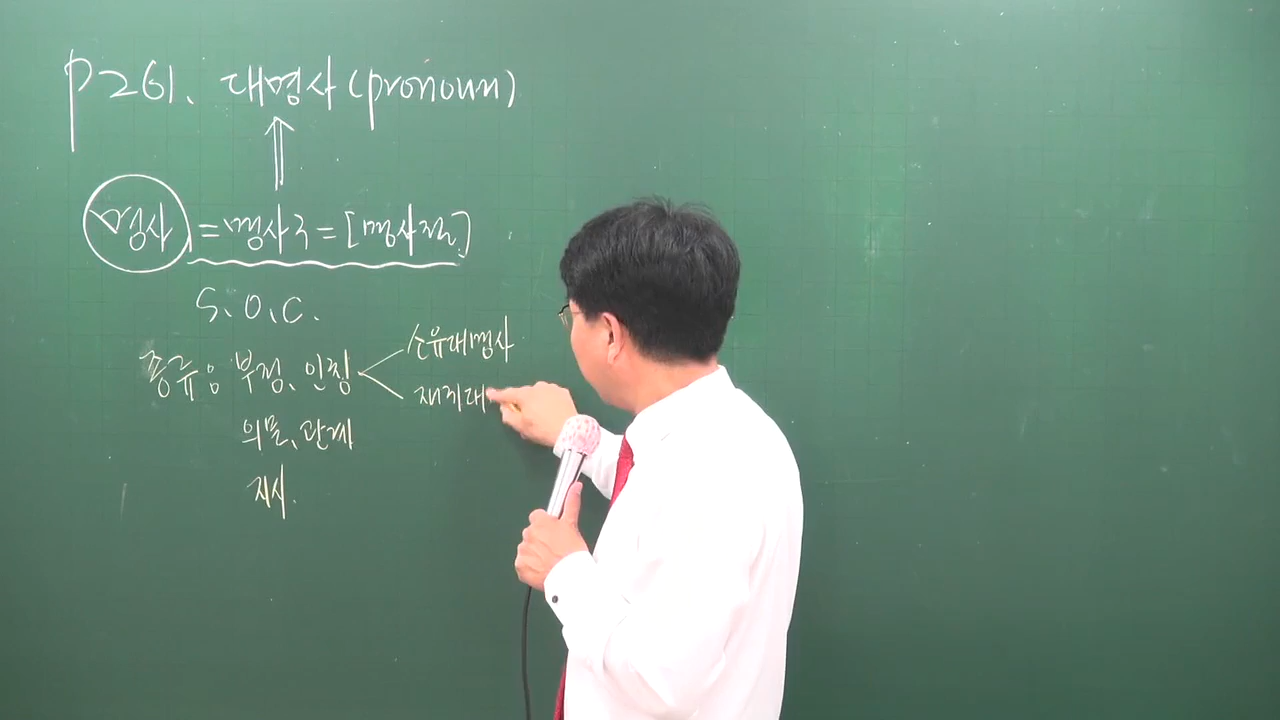 P261. 대명사(pronoun)
명사 = 명사구 = [명사절]
S.O.C.
종류 : 부정, 인칭
소유대명사
재귀대
의문, 관계
지시.